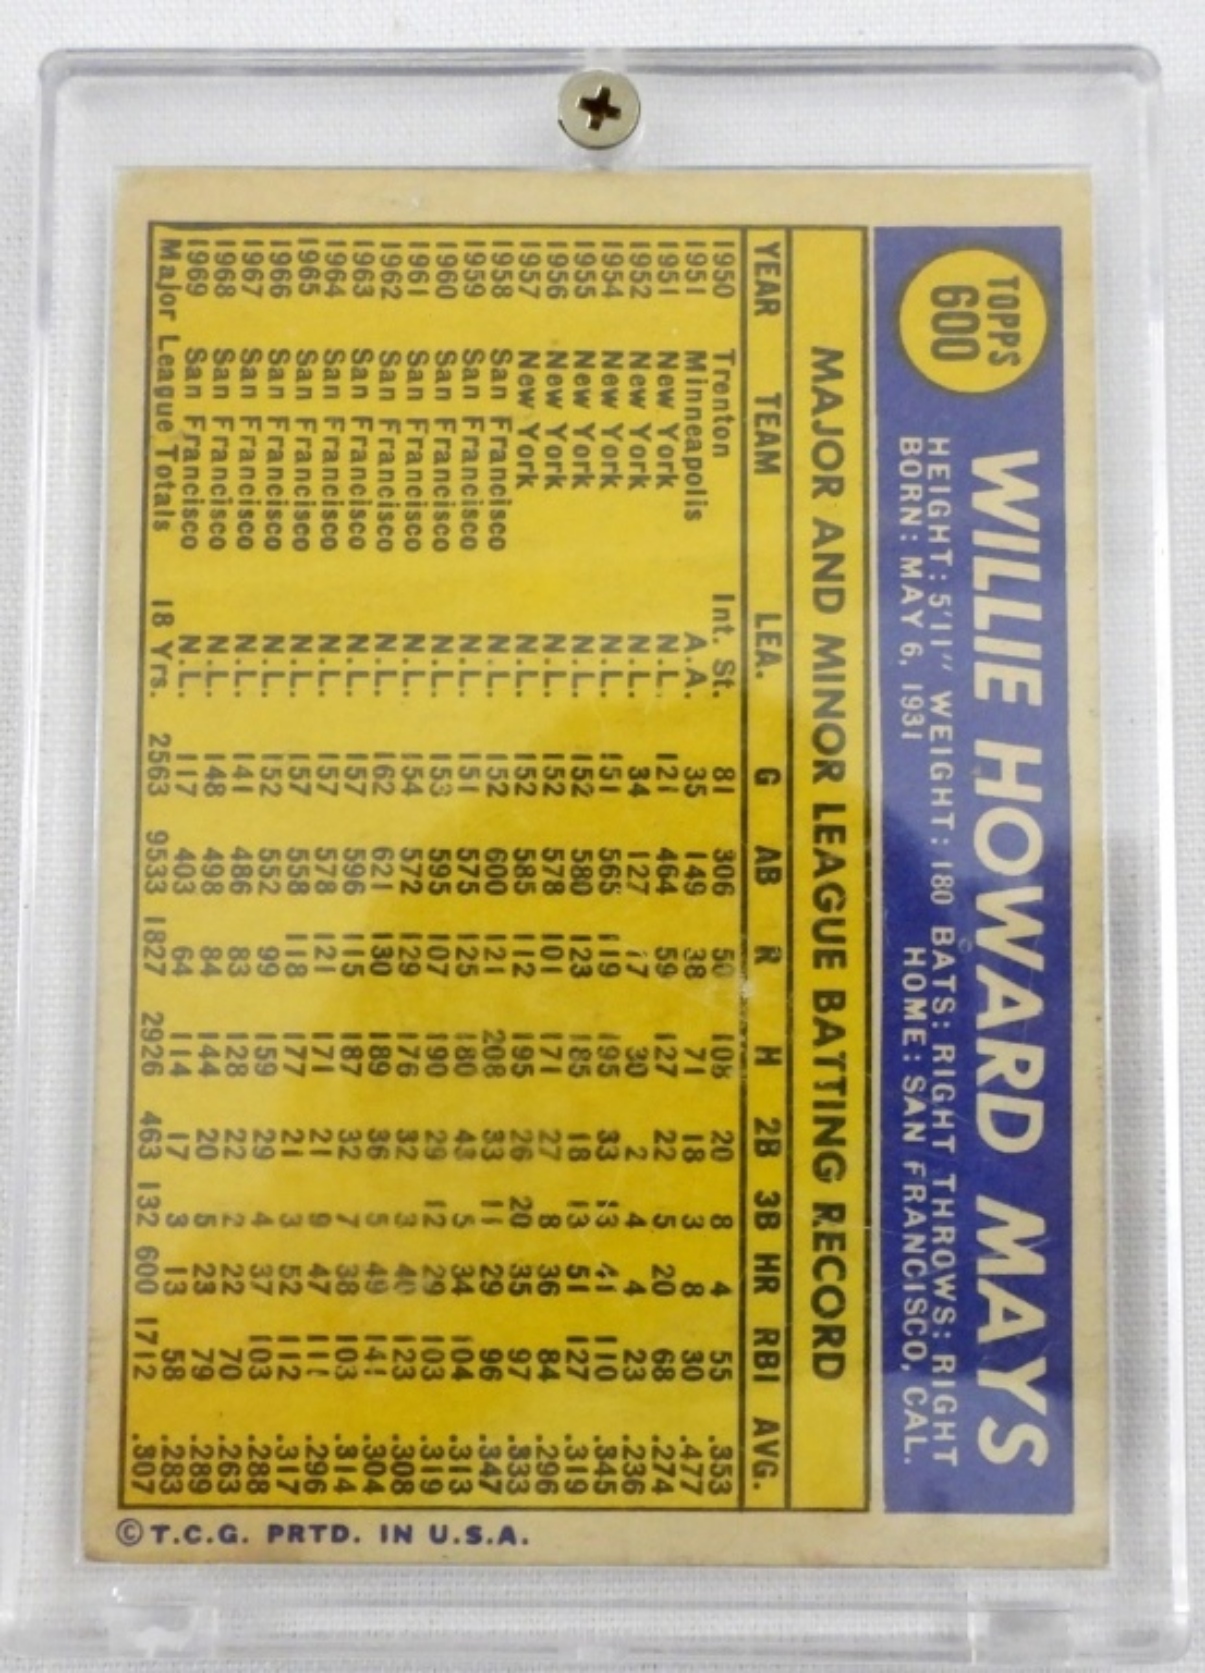 TOPPS
600
WILLIE HOWARD MAYS
HEIGHT: 5'11" WEIGHT: 180 BATS: RIGHT THROWS: RIGHT
BORN: MAY 6, 1931 HOME: SAN FRANCISCO, CAL.
MAJOR AND MINOR LEAGUE BATTING RECORD
YEAR TEAM LEA. G AB R H 2B 3B HR RBI AVG.
1950 Trenton Int. St. 81 306 50 108 20 8 4 55 .353
1951 Minneapolis A.A. 35 149 38 71 18 3 8 30 .477
1951 New York N.L. 121 464 59 127 22 5 20 68 .274
1952 New York N.L. 34 127 17 30 2 4 4 23 .236
1954 New York N.L. 151 565 119 195 33 13 41 110 .345
1955 New York N.L. 152 580 123 185 18 13 51 127 .319
1956 New York N.L. 152 578 101 171 27 8 36 84 .296
1957 New York N.L. 152 585 112 195 26 20 35 97 .333
1958 San Francisco N.L. 152 600 121 208 33 11 29 96 .347
1959 San Francisco N.L. 151 575 125 180 43 5 34 104 .313
1960 San Francisco N.L. 153 595 107 190 29 12 29 103 .319
1961 San Francisco N.L. 154 572 129 176 32 3 40 123 .308
1962 San Francisco N.L. 162 621 130 189 36 5 49 141 .304
1963 San Francisco N.L. 157 596 115 187 32 7 38 103 .314
1964 San Francisco N.L. 157 578 121 171 21 9 47 111 .296
1965 San Francisco N.L. 157 558 118 177 21 3 52 112 .317
1966 San Francisco N.L. 152 552 99 159 29 4 37 103 .288
1967 San Francisco N.L. 141 486 83 128 22 2 22 70 .263
1968 San Francisco N.L. 148 498 84 144 20 5 23 79 .289
1969 San Francisco N.L. 117 403 64 114 17 3 13 58 .283
Major League Totals 18 Yrs. 2563 9533 1827 2926 463 132 600 1712 .307
© T.C.G. PRTD. IN U.S.A.